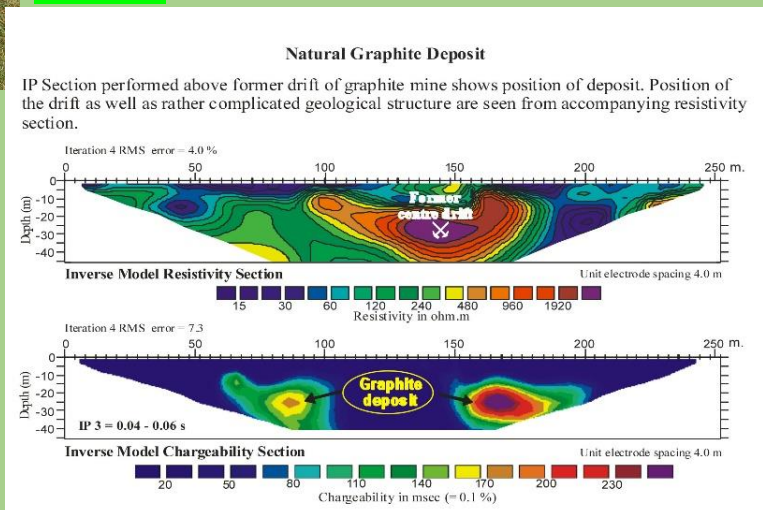 Natural Graphite Deposit
IP Section performed above former drift of graphite mine shows position of deposit. Position of
the drift as well as rather complicated geological structure are seen from accompanying resistivity
section.
Iteration 4 RMS error = 4.0 %
0 50 100 150 200 250 m.
Depth (m)
0
-10
-20
-30
-40
Former
centre drift
Inverse Model Resistivity Section
Unit electrode spacing 4.0 m
15 30 60 120 240 480 960 1920
Resistivity in ohm.m
Iteration 4 RMS error = 7.3
0 50 100 150 200 250 m.
Depth (m)
0
-10
-20
-30
-40
Graphite
deposit
IP 3 = 0.04 - 0.06 s
Inverse Model Chargeability Section
Unit electrode spacing 4.0 m
20 50 80 110 140 170 200 230
Chargeability in msec (= 0.1 %)